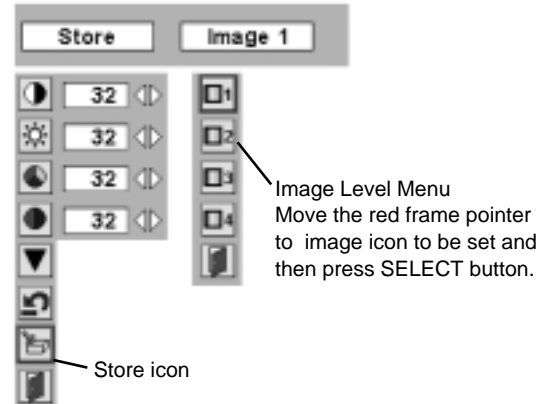 Store Image 1
32 1
32 2
32 3
32 4
Image Level Menu
Move the red frame pointer
to image icon to be set and
then press SELECT button.
Store icon